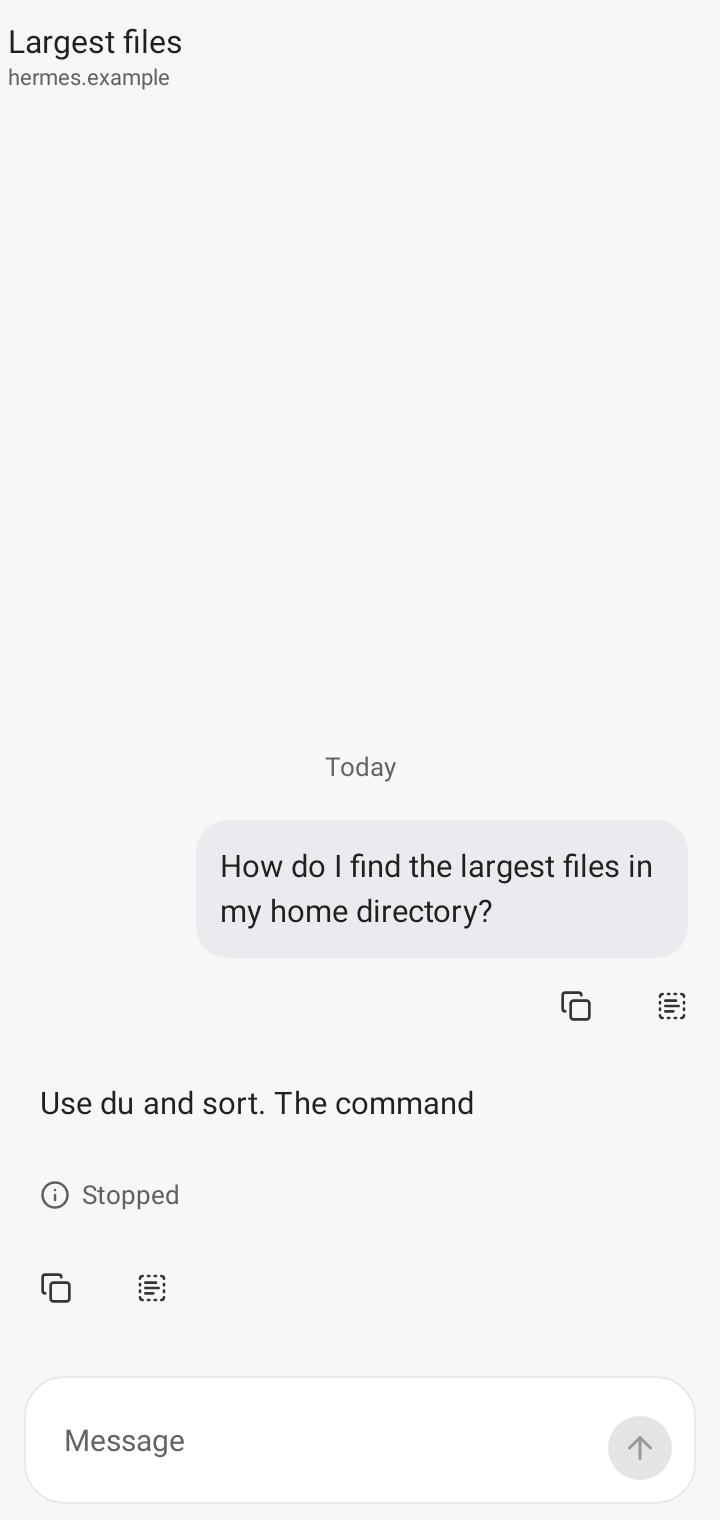 Largest files
hermes.example
Today
How do I find the largest files in
my home directory?
Use du and sort. The command
Stopped
Message